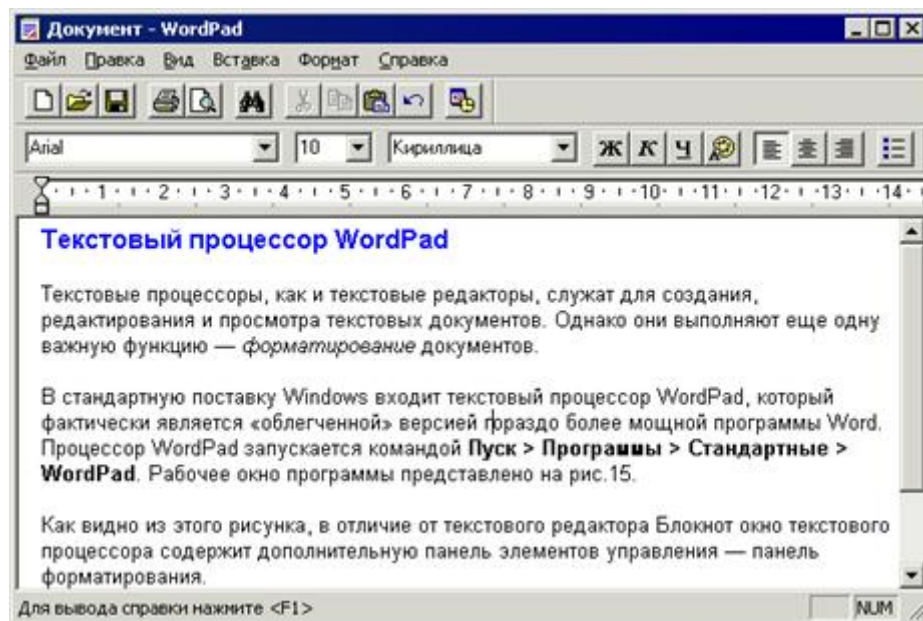 Документ - WordPad
Файл Правка Вид Вставка Формат Справка
Arial 10 Кириллица Ж К Ч
1 2 3 4 5 6 7 8 9 10 11 12 13 14
Текстовый процессор WordPad
Текстовые процессоры, как и текстовые редакторы, служат для создания,
редактирования и просмотра текстовых документов. Однако они выполняют еще одну
важную функцию — форматирование документов.
В стандартную поставку Windows входит текстовый процессор WordPad, который
фактически является «облегченной» версией гораздо более мощной программы Word.
Процессор WordPad запускается командой Пуск > Программы > Стандартные >
WordPad. Рабочее окно программы представлено на рис.15.
Как видно из этого рисунка, в отличие от текстового редактора Блокнот окно текстового
процессора содержит дополнительную панель элементов управления — панель
форматирования.
Для вывода справки нажмите <F1> NUM